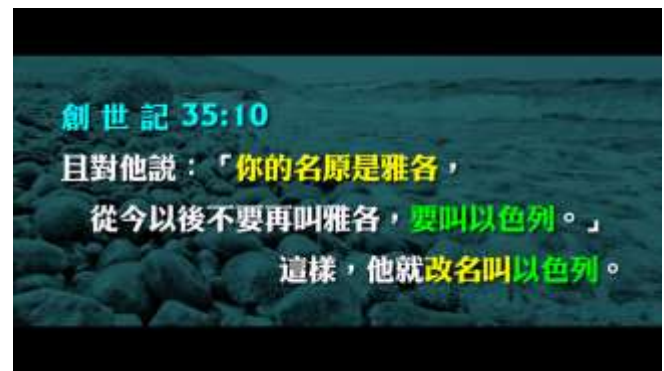 創世記 35:10
且對他說：「你的名原是雅各，
從今以後不要再叫雅各，要叫以色列。」
這樣，他就改名叫以色列。